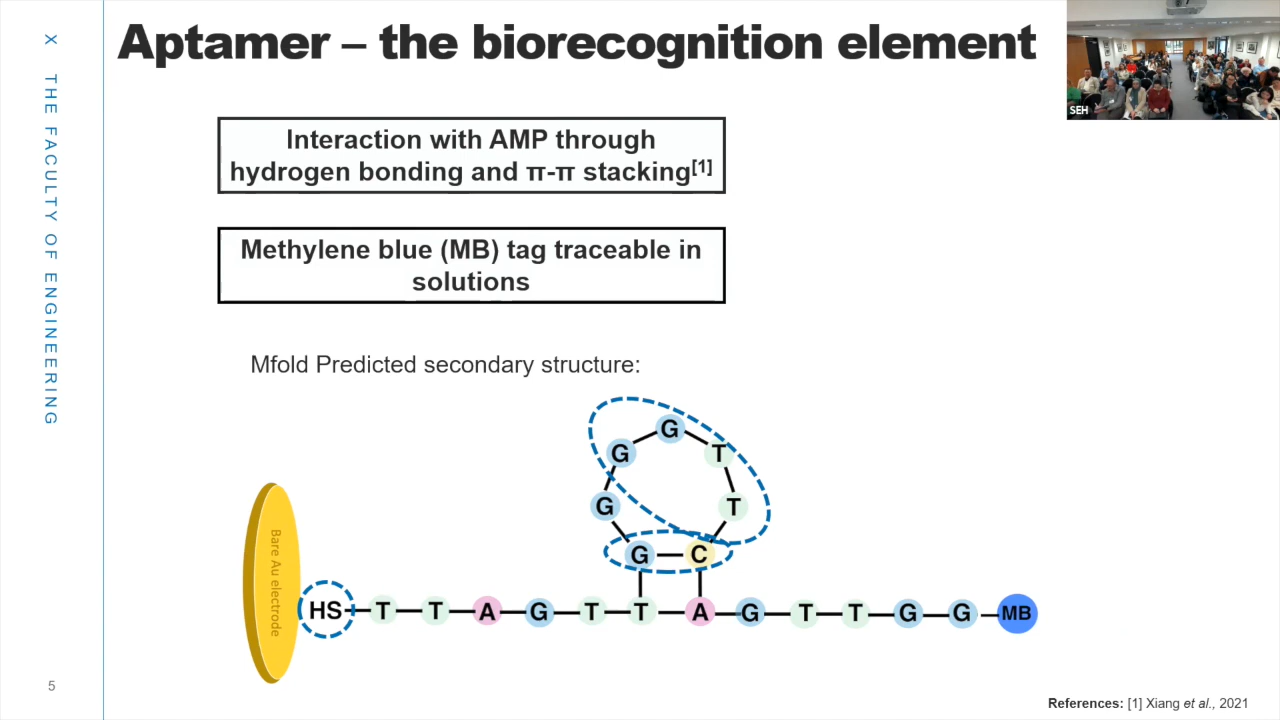 Aptamer – the biorecognition element
X THE FACULTY OF ENGINEERING
SEH
Interaction with AMP through
hydrogen bonding and π-π stacking[1]
Methylene blue (MB) tag traceable in
solutions
Mfold Predicted secondary structure:
G
G T
G T
G C
Bare Au electrode
HS T T A G T T A G T T G G MB
5
References: [1] Xiang et al., 2021